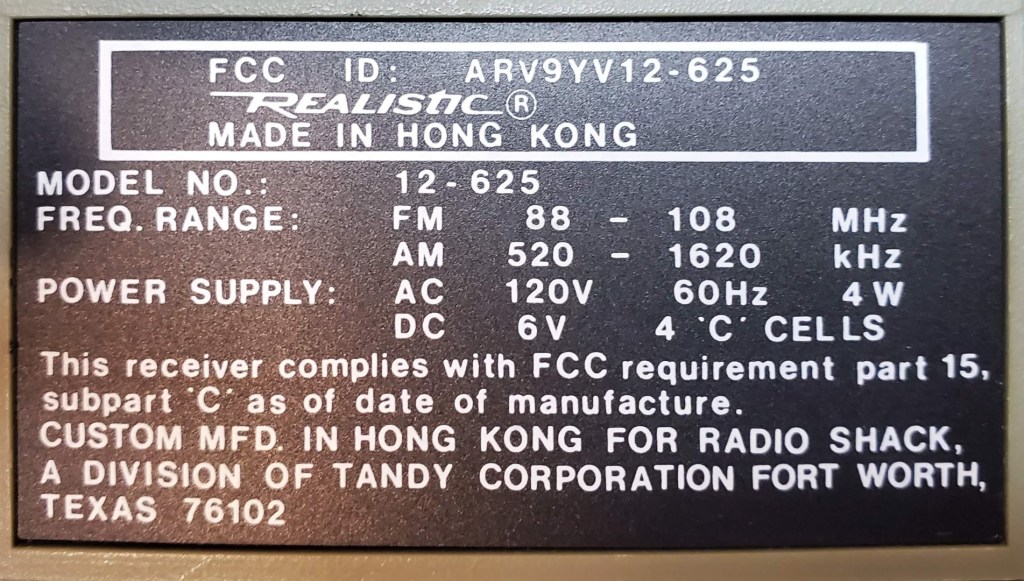 FCC ID: ARV9YV12-625
REALISTIC®
MADE IN HONG KONG
MODEL NO.: 12-625
FREQ. RANGE: FM 88 - 108 MHz
AM 520 - 1620 kHz
POWER SUPPLY: AC 120V 60Hz 4W
DC 6V 4 'C' CELLS
This receiver complies with FCC requirement part 15,
subpart 'C' as of date of manufacture.
CUSTOM MFD. IN HONG KONG FOR RADIO SHACK,
A DIVISION OF TANDY CORPORATION FORT WORTH,
TEXAS 76102